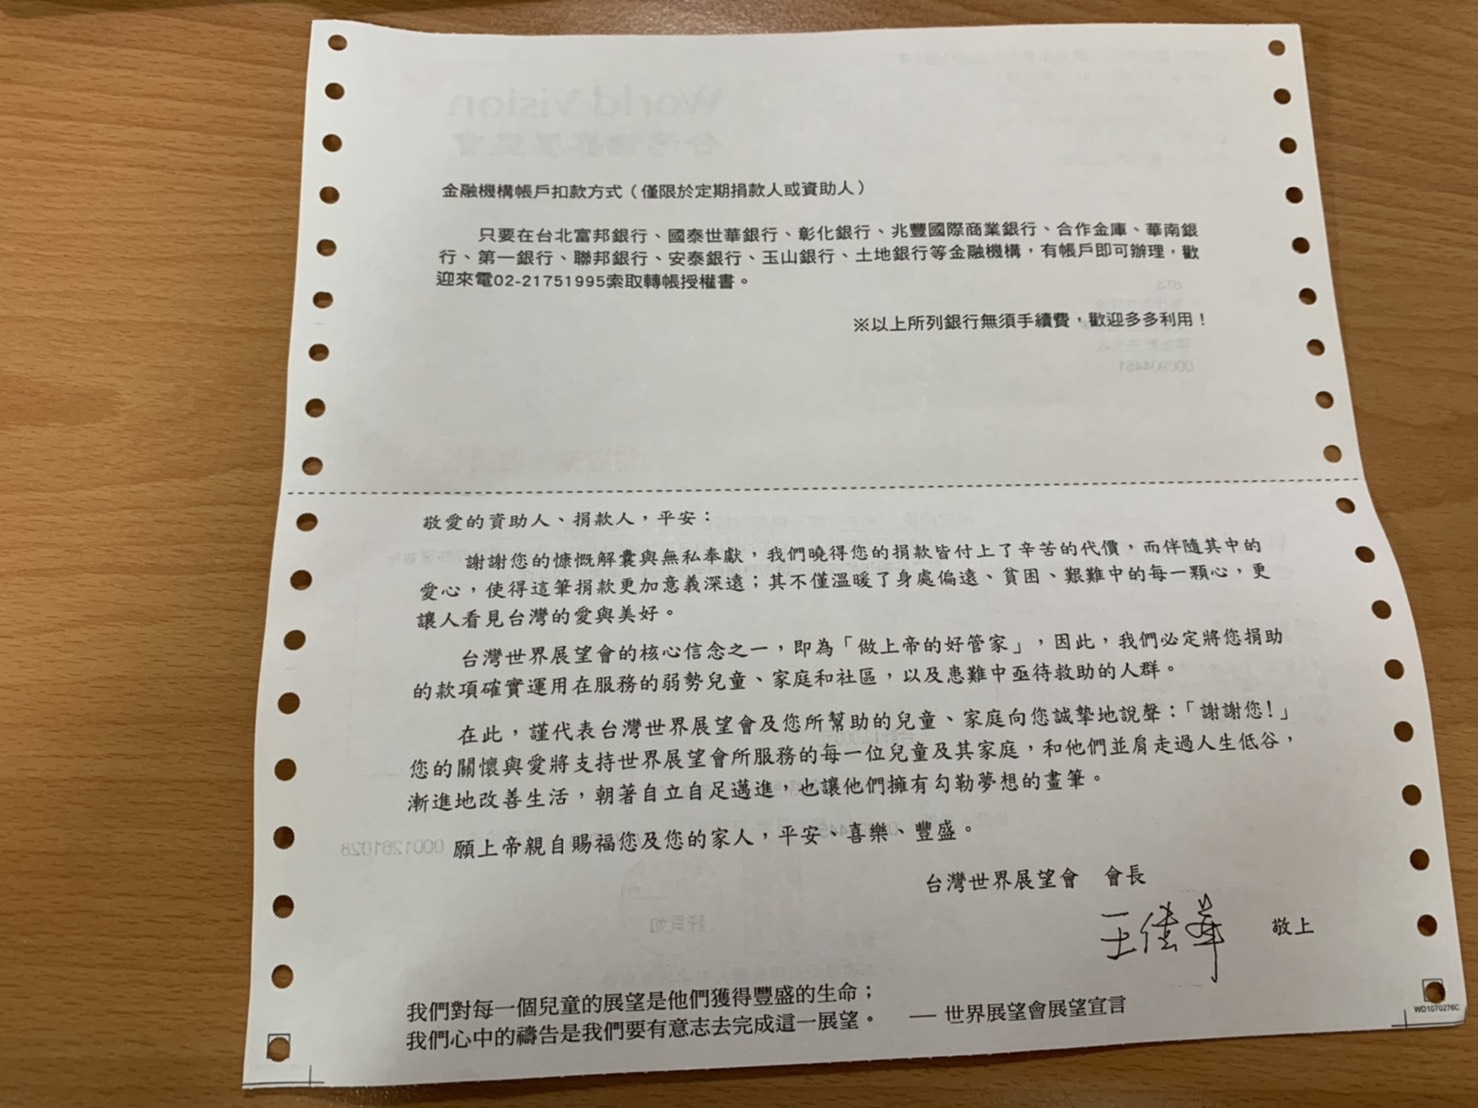 金融機構帳戶扣款方式（僅限於定期捐款人或資助人）
只要在台北富邦銀行、國泰世華銀行、彰化銀行、兆豐國際商業銀行、合作金庫、華南銀
行、第一銀行、聯邦銀行、安泰銀行、玉山銀行、土地銀行等金融機構，有帳戶即可辦理，歡
迎來電02-21751995索取轉帳授權書。
※以上所列銀行無須手續費，歡迎多多利用！
敬愛的資助人、捐款人，平安：
謝謝您的慷慨解囊與無私奉獻，我們曉得您的捐款皆付上了辛苦的代價，而伴隨其中的
愛心，使得這筆捐款更加意義深遠；其不僅溫暖了身處偏遠、貧困、艱難中的每一顆心，更
讓人看見台灣的愛與美好。
台灣世界展望會的核心信念之一，即為「做上帝的好管家」，因此，我們必定將您捐助
的款項確實運用在服務的弱勢兒童、家庭和社區，以及患難中亟待救助的人群。
在此，謹代表台灣世界展望會及您所幫助的兒童、家庭向您誠摯地說聲：「謝謝您!」
您的關懷與愛將支持世界展望會所服務的每一位兒童及其家庭，和他們並肩走過人生低谷，
漸進地改善生活，朝著自立自足邁進，也讓他們擁有勾勒夢想的畫筆。
願上帝親自賜福您及您的家人，平安、喜樂、豐盛。
台灣世界展望會 會長
王佳 敬上
我們對每一個兒童的展望是他們獲得豐盛的生命；
我們心中的禱告是我們要有意志去完成這一展望。 — 世界展望會展望宣言
WD1070276C